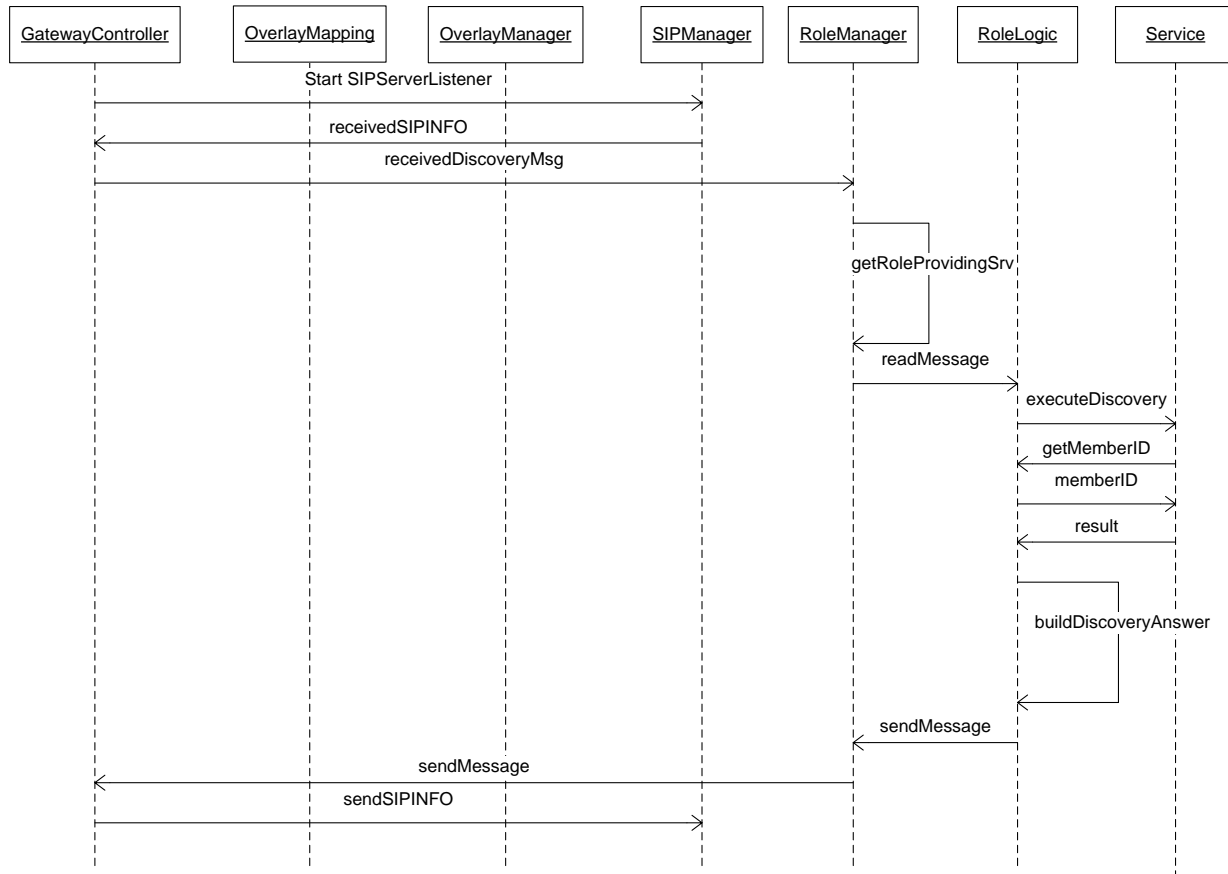 GatewayController
OverlayMapping
OverlayManager
SIPManager
RoleManager
RoleLogic
Service
Start SIPServerListener
receivedSIPINFO
receivedDiscoveryMsg
getRoleProvidingSrv
readMessage
executeDiscovery
getMemberID
memberID
result
buildDiscoveryAnswer
sendMessage
sendMessage
sendSIPINFO